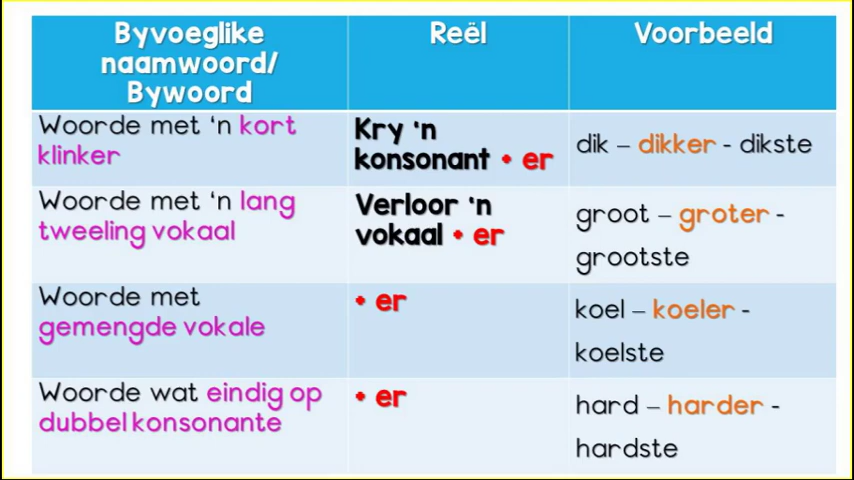 Byvoeglike
naamwoord/
Bywoord
Reël
Voorbeeld
Woorde met 'n kort
klinker
Kry 'n
konsonant + er
dik – dikker - dikste
Woorde met 'n lang
tweeling vokaal
Verloor 'n
vokaal + er
groot – groter -
grootste
Woorde met
gemengde vokale
+ er
koel – koeler -
koelste
Woorde wat eindig op
dubbel konsonante
+ er
hard – harder -
hardste